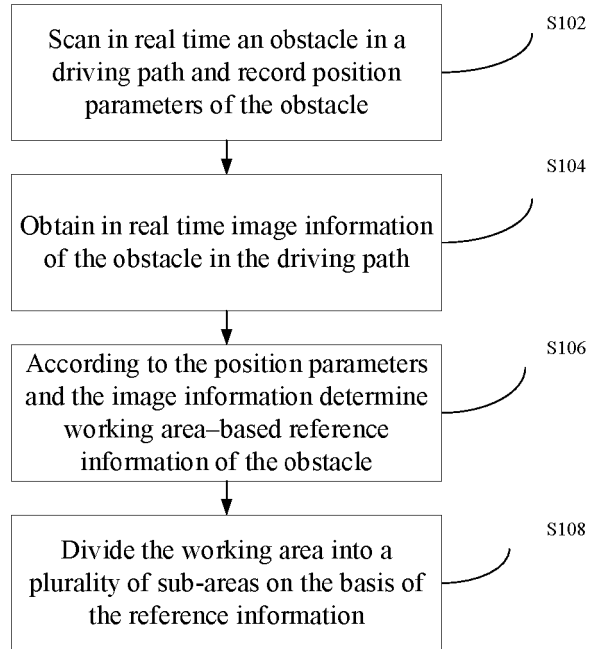 Scan in real time an obstacle in a
driving path and record position
parameters of the obstacle
S102
Obtain in real time image information
of the obstacle in the driving path
S104
According to the position parameters
and the image information determine
working area–based reference
information of the obstacle
S106
Divide the working area into a
plurality of sub-areas on the basis of
the reference information
S108